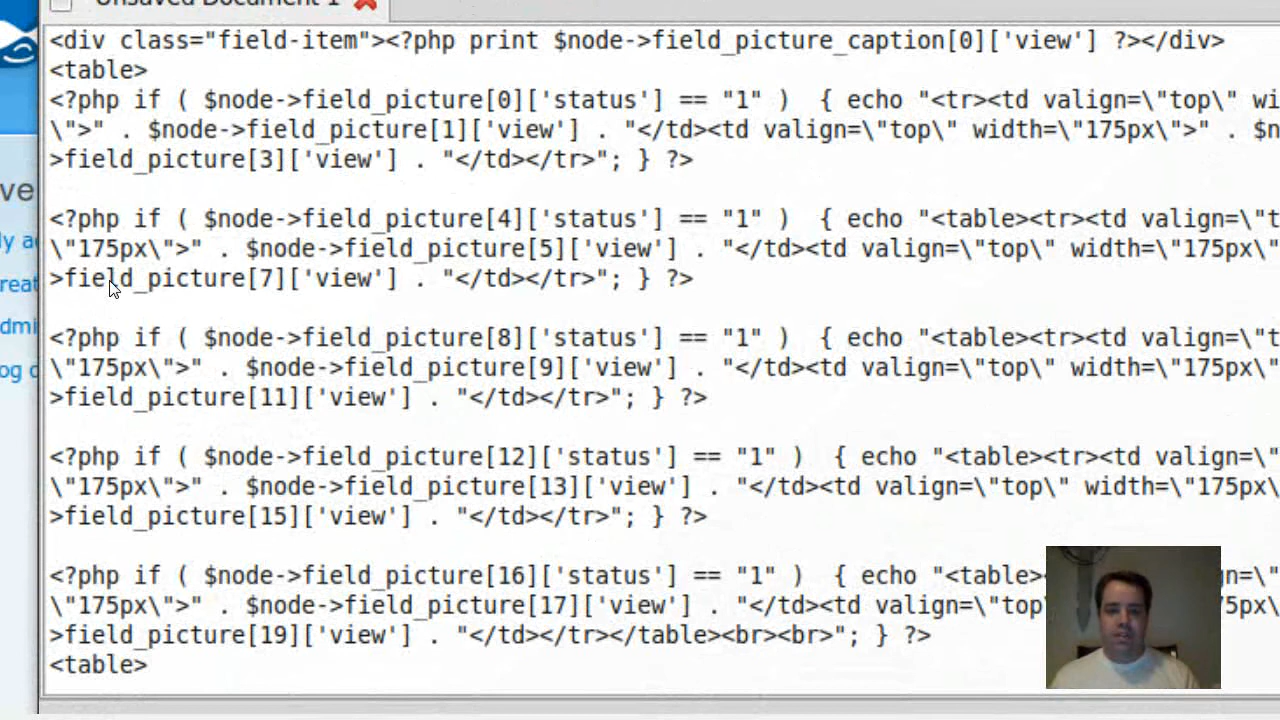 Unsaved Document 1
<div class="field-item"><?php print $node->field_picture_caption[0]['view'] ?></div>
<table>
<?php if ( $node->field_picture[0]['status'] == "1" )  { echo "<tr><td valign=\"top\" wi
\">" . $node->field_picture[1]['view'] . "</td><td valign=\"top\" width=\"175px\">" . $n
>field_picture[3]['view'] . "</td></tr>"; } ?>
<?php if ( $node->field_picture[4]['status'] == "1" )  { echo "<table><tr><td valign=\"t
\"175px\">" . $node->field_picture[5]['view'] . "</td><td valign=\"top\" width=\"175px\"
>field_picture[7]['view'] . "</td></tr>"; } ?>
<?php if ( $node->field_picture[8]['status'] == "1" )  { echo "<table><tr><td valign=\"t
\"175px\">" . $node->field_picture[9]['view'] . "</td><td valign=\"top\" width=\"175px\"
>field_picture[11]['view'] . "</td></tr>"; } ?>
<?php if ( $node->field_picture[12]['status'] == "1" )  { echo "<table><tr><td valign=\"
\"175px\">" . $node->field_picture[13]['view'] . "</td><td valign=\"top\" width=\"175px\
>field_picture[15]['view'] . "</td></tr>"; } ?>
<?php if ( $node->field_picture[16]['status'] == "1" )  { echo "<table> gn=\"
\"175px\">" . $node->field_picture[17]['view'] . "</td><td valign=\"top 75px\
>field_picture[19]['view'] . "</td></tr></table><br><br>"; } ?>
<table>